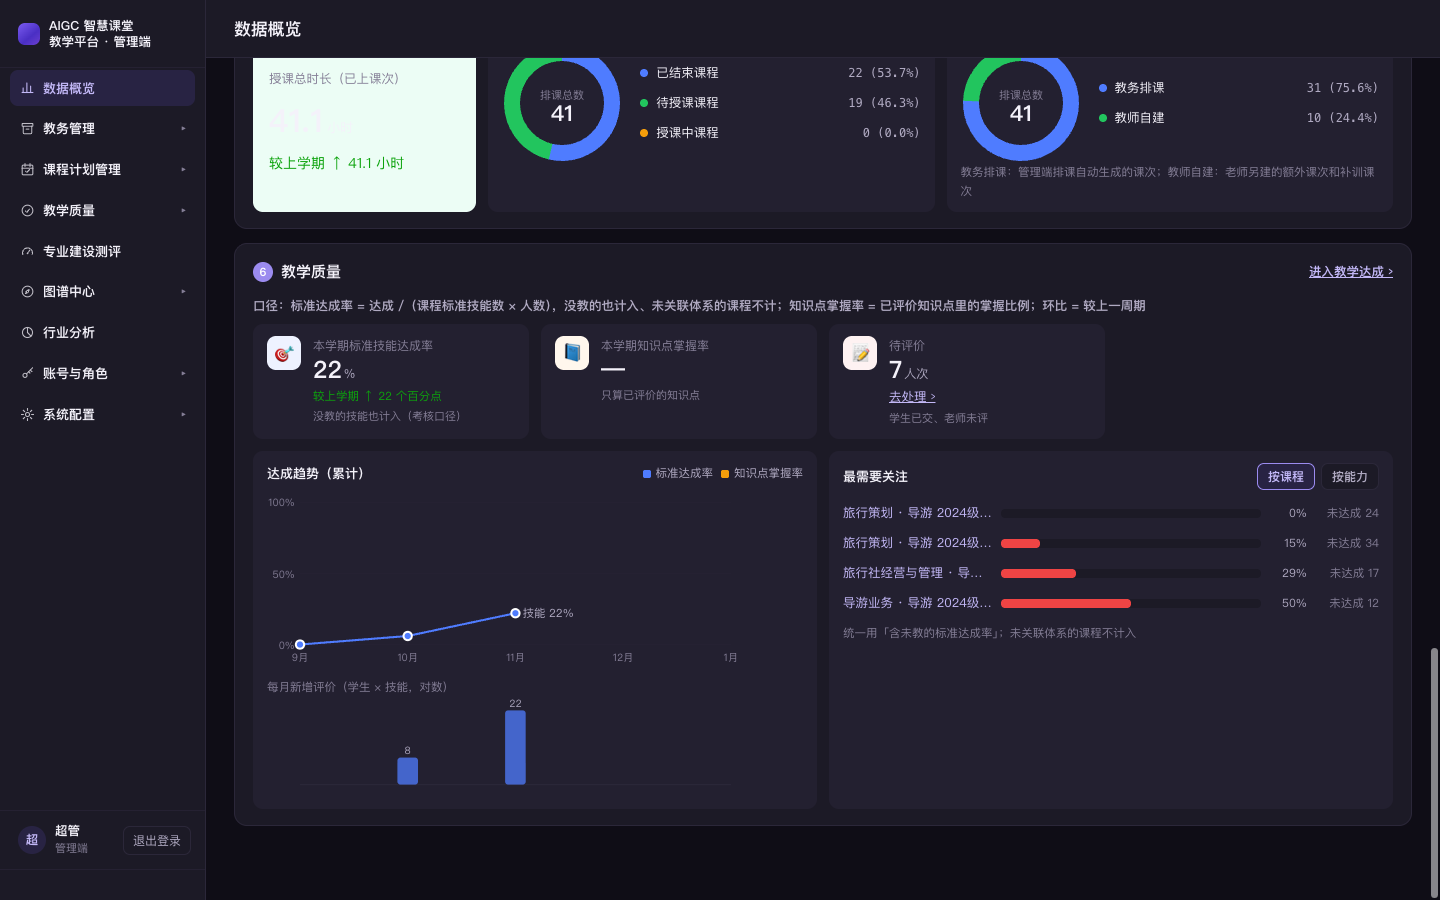 AIGC 智慧课堂
教学平台 · 管理端
数据概览
教务管理
课程计划管理
教学质量
专业建设测评
图谱中心
行业分析
账号与角色
系统配置
超
超管
管理端
退出登录
数据概览
授课总时长（已上课次）
41.1
较上学期 ↑ 41.1 小时
排课总数
41
已结束课程 22 (53.7%)
待授课课程 19 (46.3%)
授课中课程 0 (0.0%)
排课总数
41
教务排课 31 (75.6%)
教师自建 10 (24.4%)
教务排课：管理端排课自动生成的课次；教师自建：老师另建的额外课次和补训课
次
6 教学质量
进入教学达成 ›
口径：标准达成率 = 达成 /（课程标准技能数 × 人数），没教的也计入、未关联体系的课程不计；知识点掌握率 = 已评价知识点里的掌握比例；环比 = 较上一周期
本学期标准技能达成率
22 %
较上学期 ↑ 22 个百分点
没教的技能也计入（考核口径）
本学期知识点掌握率
—
只算已评价的知识点
待评价
7 人次
去处理 ›
学生已交、老师未评
达成趋势（累计）
标准达成率 知识点掌握率
100%
50%
0%
技能 22%
9月 10月 11月 12月 1月
每月新增评价（学生 × 技能，对数）
8
22
最需要关注
按课程 按能力
旅行策划 · 导游 2024级… 0% 未达成 24
旅行策划 · 导游 2024级… 15% 未达成 34
旅行社经营与管理 · 导… 29% 未达成 17
导游业务 · 导游 2024级… 50% 未达成 12
统一用「含未教的标准达成率」；未关联体系的课程不计入